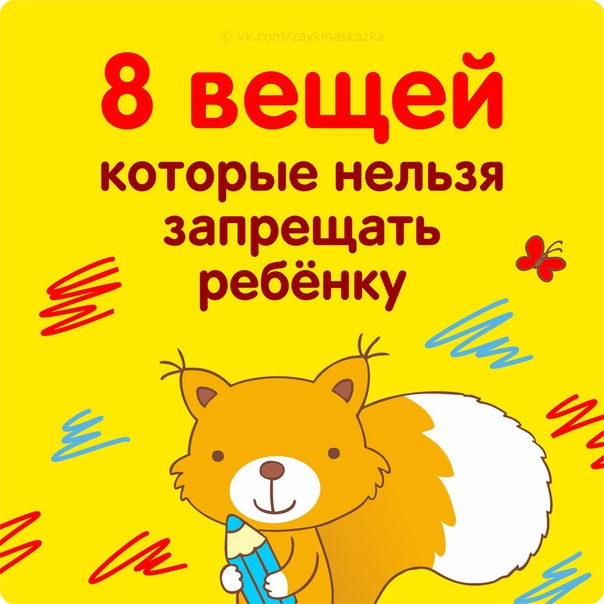 © vk.com/zaykinaskazka
8 вещей
которые нельзя
запрещать
ребёнку